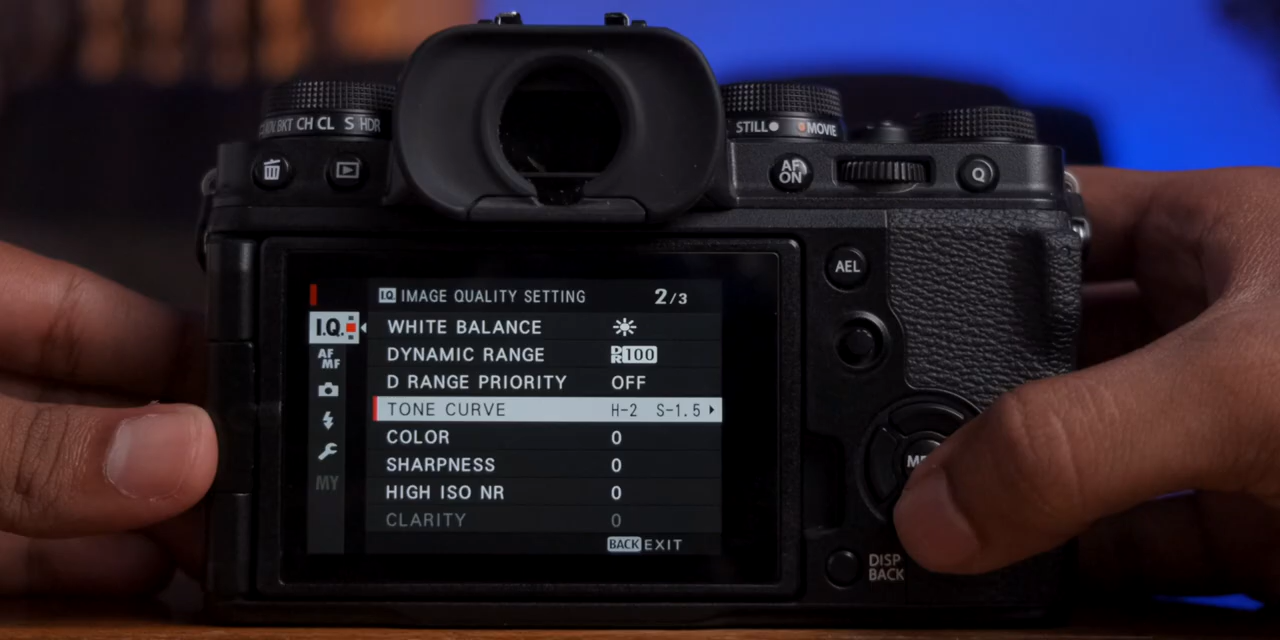 BKT CH CL S HDR
STILL MOVIE
AF ON
Q
AEL
I.Q. IMAGE QUALITY SETTING 2/3
I.Q.
WHITE BALANCE
AF MF
DYNAMIC RANGE DR100
D RANGE PRIORITY OFF
TONE CURVE H-2 S-1.5
COLOR 0
SHARPNESS 0
HIGH ISO NR 0
MY
CLARITY 0
BACK EXIT
DISP
BACK